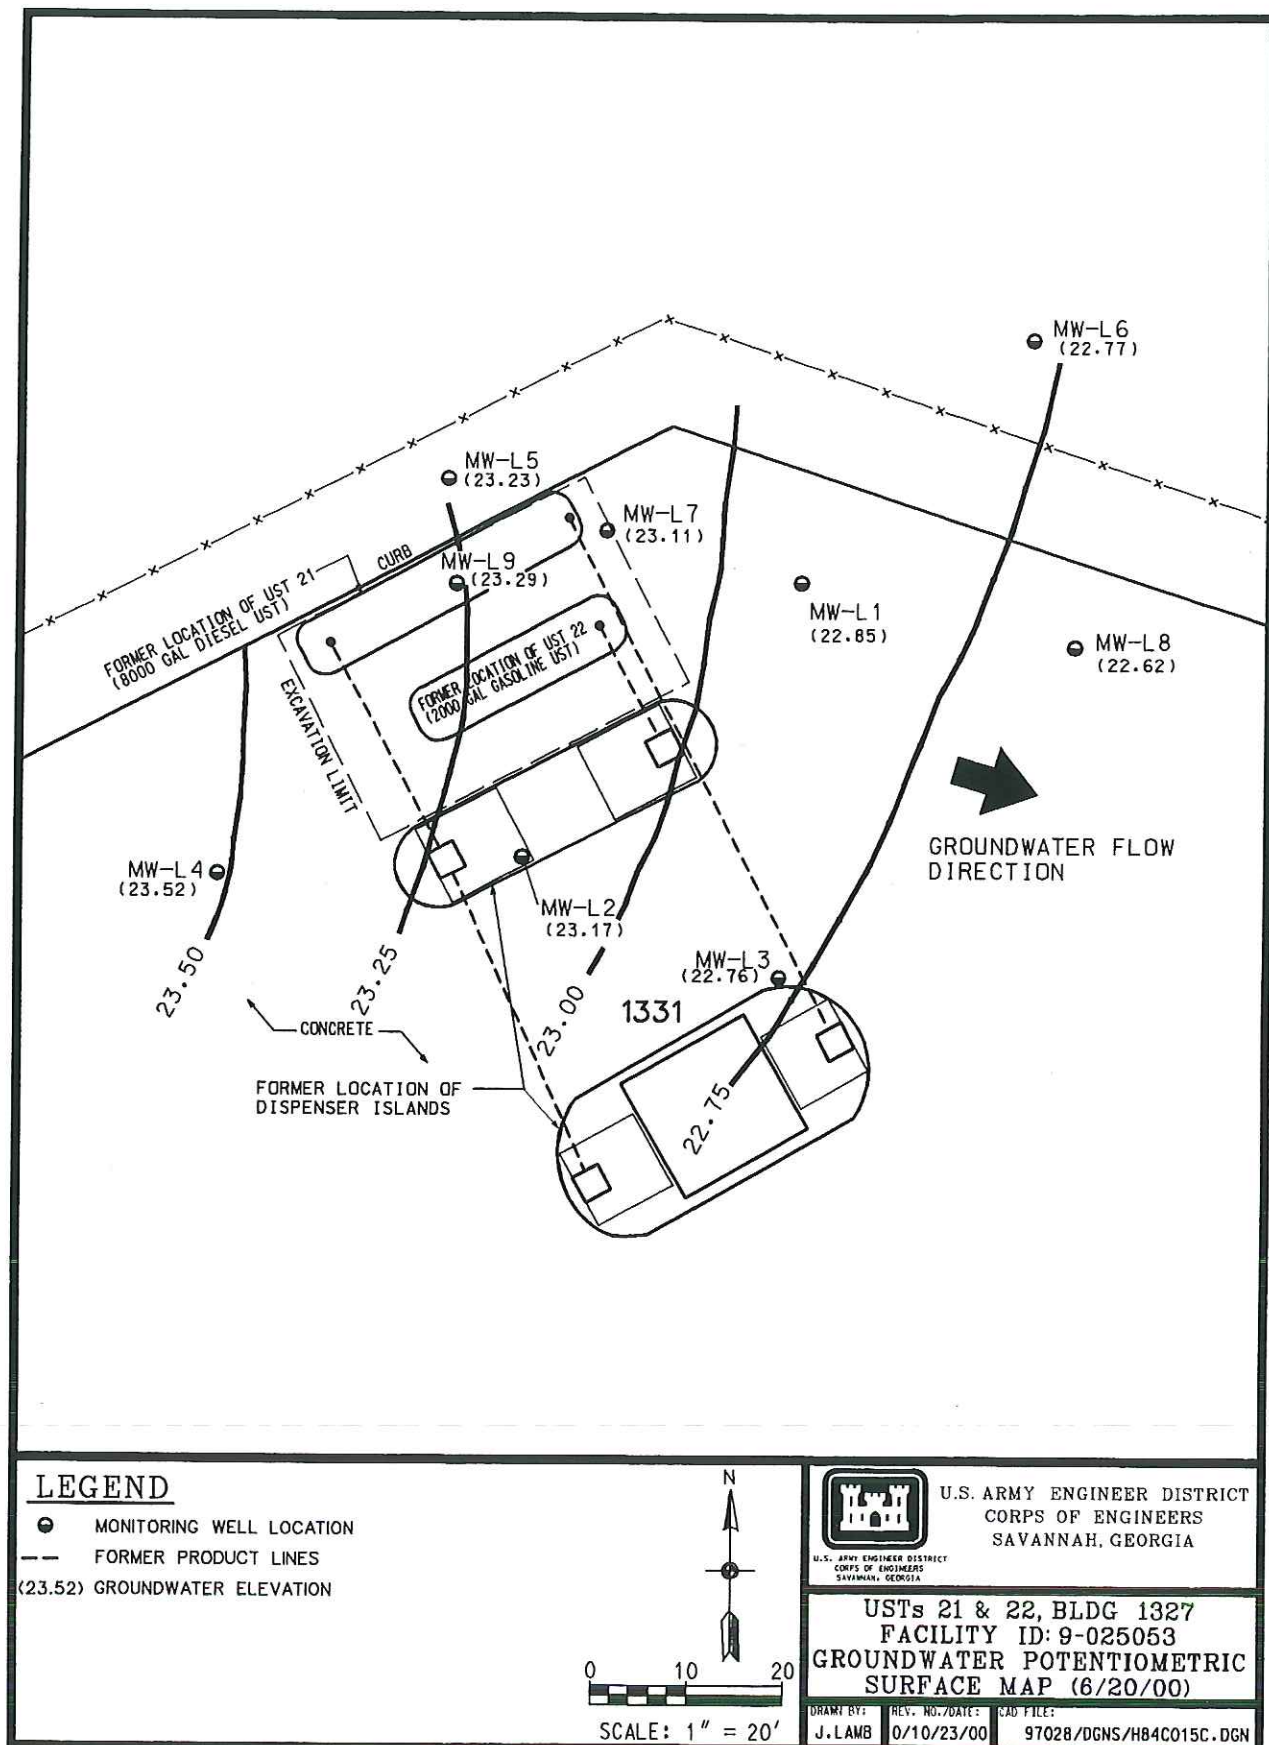 MW-L6
(22.77)
MW-L5
(23.23)
MW-L7
(23.11)
CURB
MW-L9
(23.29)
FORMER LOCATION OF UST 21
(8000 GAL DIESEL UST)
MW-L1
(22.85)
MW-L8
(22.62)
FORMER LOCATION OF UST 22
(2000 GAL GASOLINE UST)
EXCAVATION LIMIT
GROUNDWATER FLOW
DIRECTION
MW-L4
(23.52)
MW-L2
(23.17)
MW-L3
(22.76)
23.50
23.25
23.00
1331
CONCRETE
FORMER LOCATION OF
DISPENSER ISLANDS
22.75
LEGEND
MONITORING WELL LOCATION
FORMER PRODUCT LINES
(23.52) GROUNDWATER ELEVATION
N
0 10 20
SCALE: 1" = 20'
U.S. ARMY ENGINEER DISTRICT
CORPS OF ENGINEERS
SAVANNAH, GEORGIA
U.S. ARMY ENGINEER DISTRICT
CORPS OF ENGINEERS
SAVANNAH, GEORGIA
USTs 21 & 22, BLDG 1327
FACILITY ID: 9-025053
GROUNDWATER POTENTIOMETRIC
SURFACE MAP (6/20/00)
DRAWN BY:
J.LAMB
REV. NO./DATE:
0/10/23/00
CAD FILE:
97028/DGNS/H84C015C.DGN